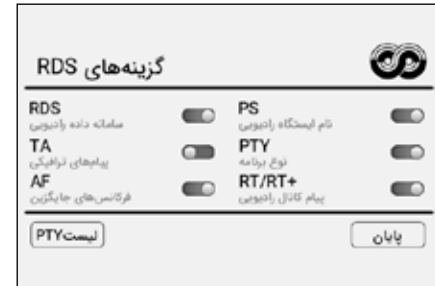 گزینه‌های RDS
RDS
سامانه داده رادیویی
PS
نام ایستگاه رادیویی
TA
پیام‌های ترافیکی
PTY
نوع برنامه
AF
فرکانس‌های جایگزین
RT/RT+
پیام کانال رادیویی
لیستPTY
پایان